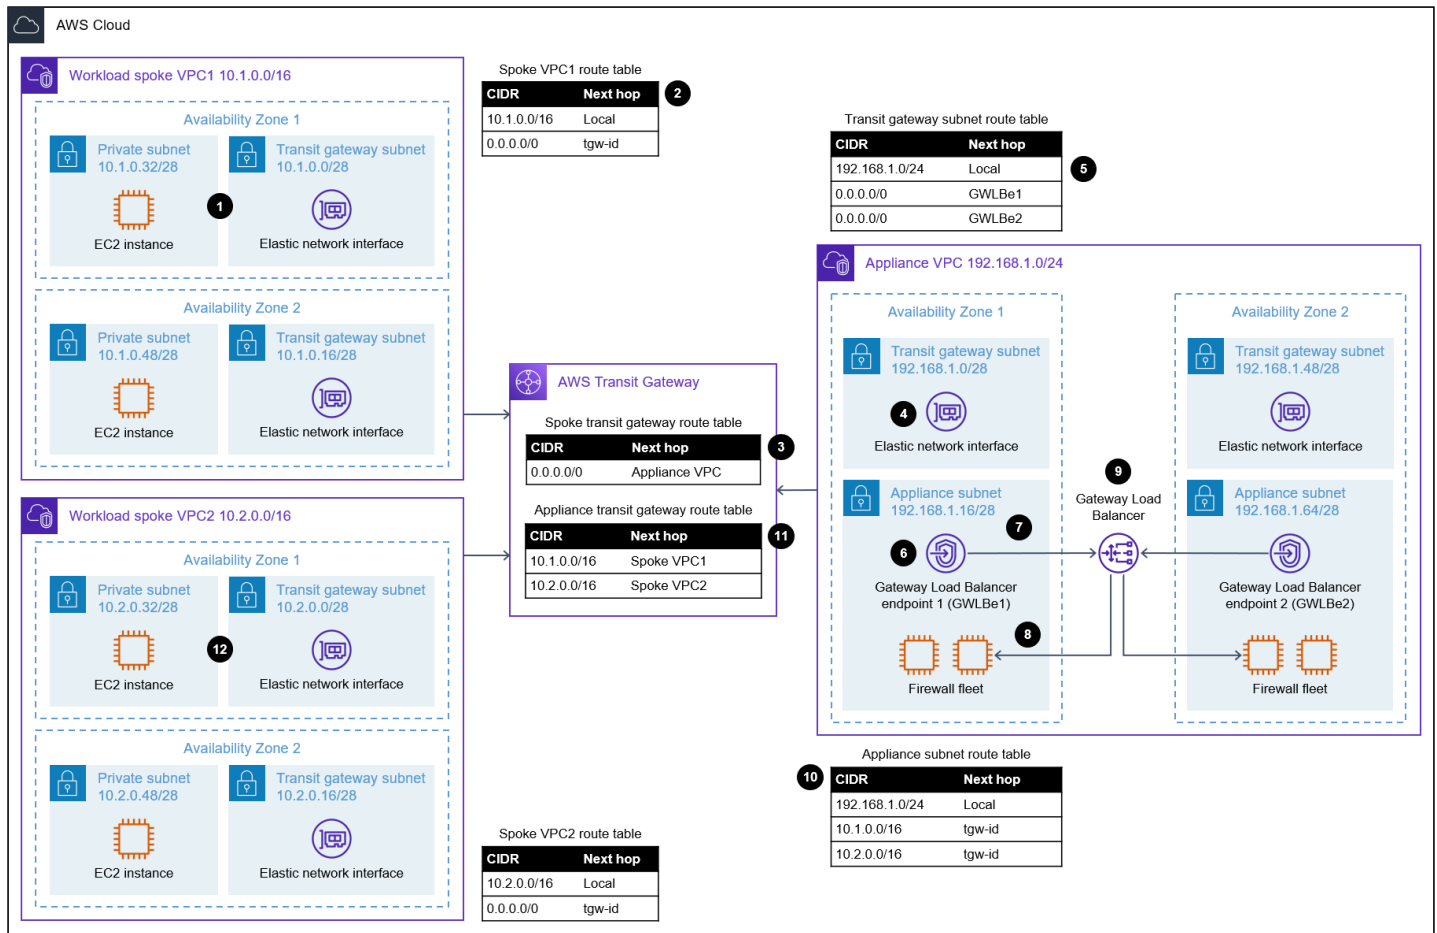 AWS Cloud
Workload spoke VPC1 10.1.0.0/16
Availability Zone 1
Private subnet
10.1.0.32/28
EC2 instance
1
Transit gateway subnet
10.1.0.0/28
Elastic network interface
Availability Zone 2
Private subnet
10.1.0.48/28
EC2 instance
Transit gateway subnet
10.1.0.16/28
Elastic network interface
Spoke VPC1 route table
CIDR Next hop
2
10.1.0.0/16 Local
0.0.0.0/0 tgw-id
Workload spoke VPC2 10.2.0.0/16
Availability Zone 1
Private subnet
10.2.0.32/28
EC2 instance
12
Transit gateway subnet
10.2.0.0/28
Elastic network interface
Availability Zone 2
Private subnet
10.2.0.48/28
EC2 instance
Transit gateway subnet
10.2.0.16/28
Elastic network interface
Spoke VPC2 route table
CIDR Next hop
10.2.0.0/16 Local
0.0.0.0/0 tgw-id
AWS Transit Gateway
Spoke transit gateway route table
CIDR Next hop
3
0.0.0.0/0 Appliance VPC
Appliance transit gateway route table
CIDR Next hop
11
10.1.0.0/16 Spoke VPC1
10.2.0.0/16 Spoke VPC2
Transit gateway subnet route table
CIDR Next hop
192.168.1.0/24 Local
5
0.0.0.0/0 GWLBe1
0.0.0.0/0 GWLBe2
Appliance VPC 192.168.1.0/24
Availability Zone 1
Transit gateway subnet
192.168.1.0/28
4
Elastic network interface
Appliance subnet
192.168.1.16/28
7
6
Gateway Load Balancer
endpoint 1 (GWLBe1)
8
Firewall fleet
9
Gateway Load
Balancer
Availability Zone 2
Transit gateway subnet
192.168.1.48/28
Elastic network interface
Appliance subnet
192.168.1.64/28
Gateway Load Balancer
endpoint 2 (GWLBe2)
Firewall fleet
Appliance subnet route table
10
CIDR Next hop
192.168.1.0/24 Local
10.1.0.0/16 tgw-id
10.2.0.0/16 tgw-id